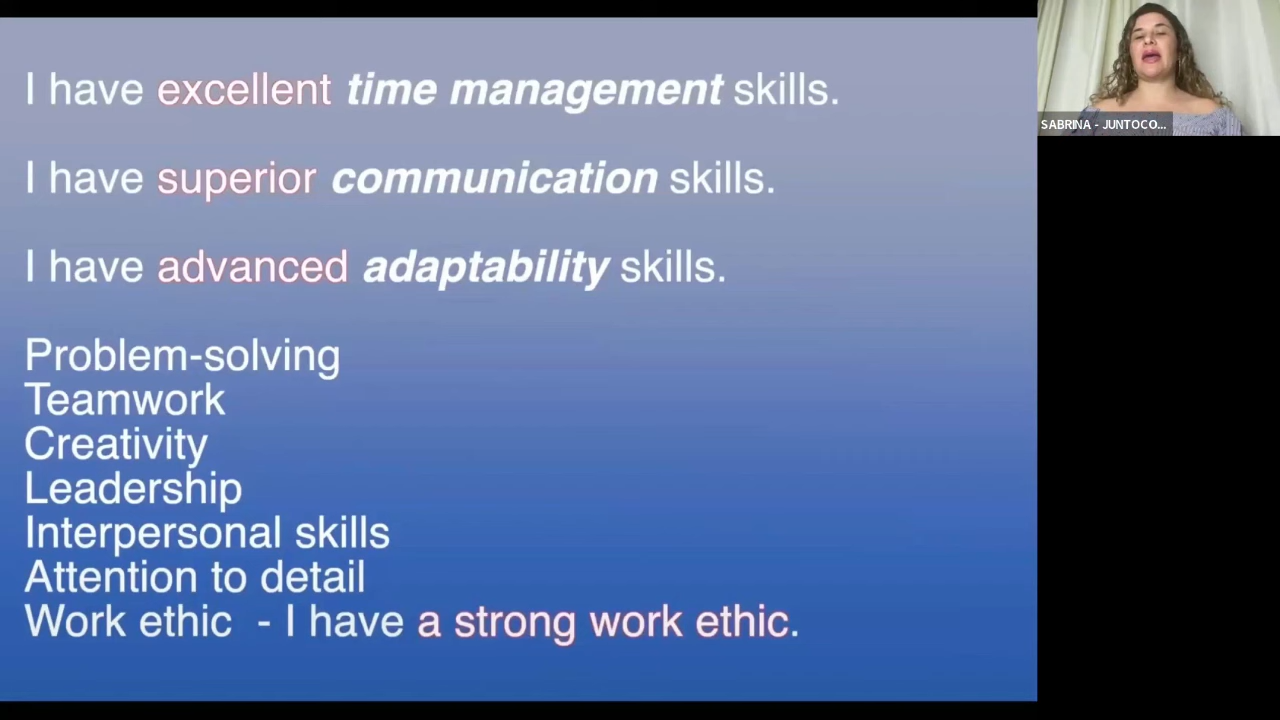 I have excellent time management skills.
I have superior communication skills.
I have advanced adaptability skills.
Problem-solving
Teamwork
Creativity
Leadership
Interpersonal skills
Attention to detail
Work ethic - I have a strong work ethic.
SABRINA - JUNTOCO...